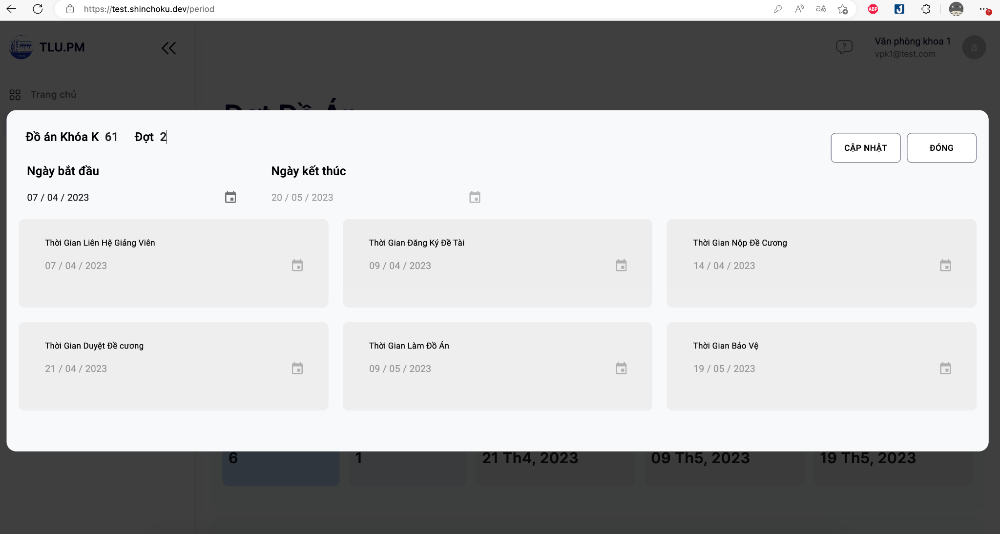 https://test.shinchoku.dev/period
TLU.PM
Văn phòng khoa 1
vpk1@test.com
a
Trang chủ
Đợt Đồ Án
Đồ án Khóa K 61 Đợt 2
CẬP NHẬT
ĐÓNG
Ngày bắt đầu
Ngày kết thúc
07 / 04 / 2023
20 / 05 / 2023
Thời Gian Liên Hệ Giảng Viên
07 / 04 / 2023
Thời Gian Đăng Ký Đề Tài
09 / 04 / 2023
Thời Gian Nộp Đề Cương
14 / 04 / 2023
Thời Gian Duyệt Đề cương
21 / 04 / 2023
Thời Gian Làm Đồ Án
09 / 05 / 2023
Thời Gian Bảo Vệ
19 / 05 / 2023
6
1
21 Th4, 2023
09 Th5, 2023
19 Th5, 2023